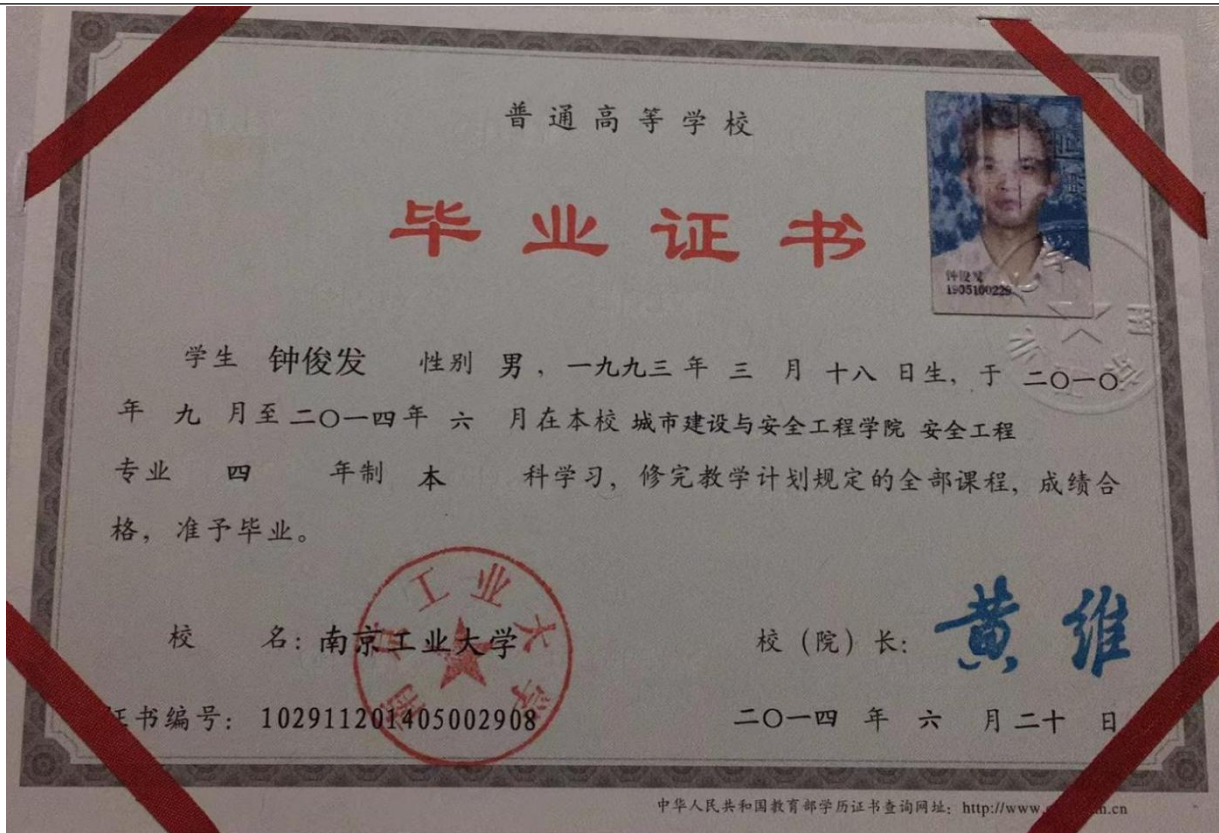 普通高等学校
毕业证书
钟俊发
1905100229
学生 钟俊发 性别 男，一九九三 年 三 月 十八 日生，于 二〇一〇
年 九 月至 二〇一四 年 六 月在本校 城市建设与安全工程学院 安全工程
专业 四 年制 本 科学习，修完教学计划规定的全部课程，成绩合
格，准予毕业。
南京工业大学
校 名：南京工业大学 校（院）长：黄维
证书编号：102911201405002908 二〇一四 年 六 月二十 日
中华人民共和国教育部学历证书查询网址：http://www.